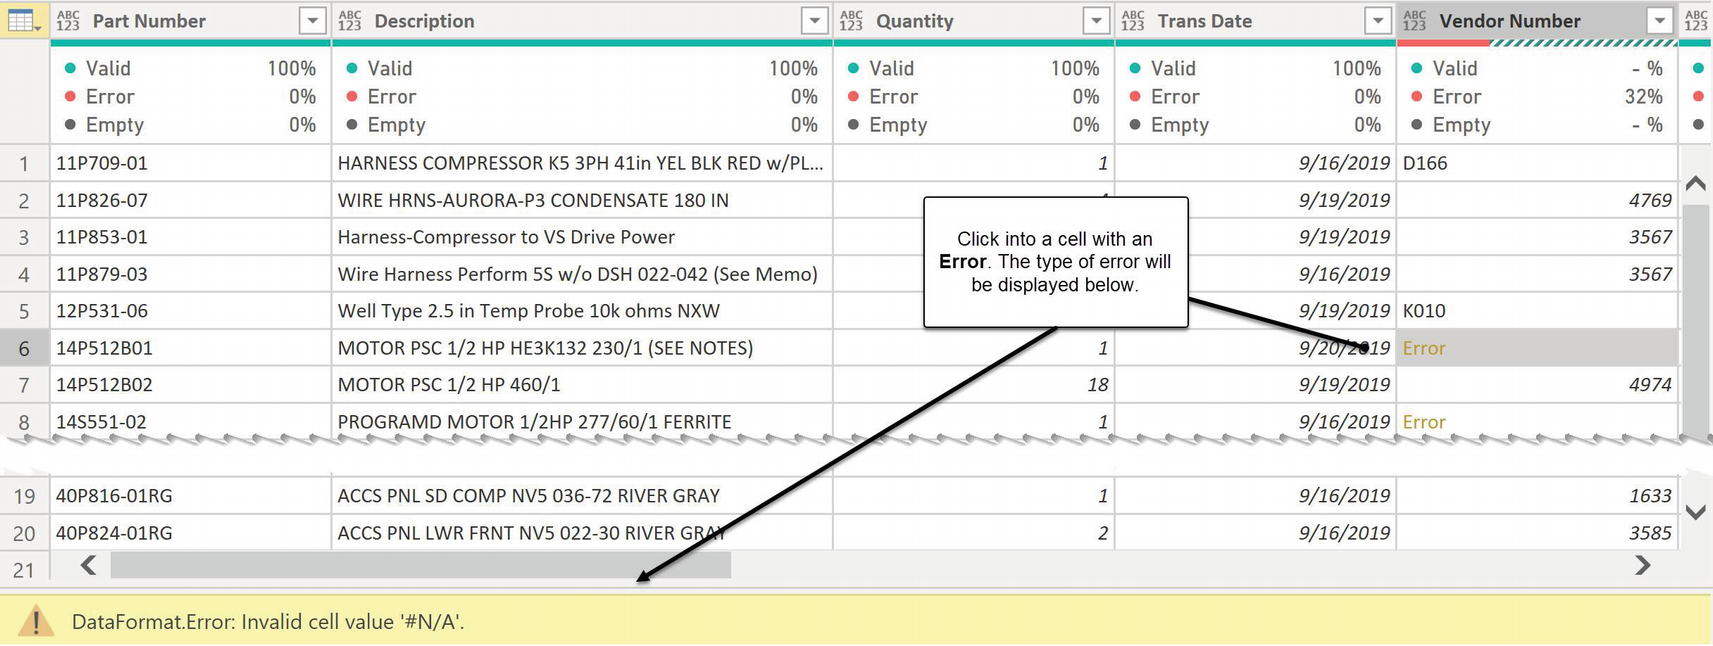 ABC 123 Part Number ABC 123 Description ABC 123 Quantity ABC 123 Trans Date ABC 123 Vendor Number ABC 123
Valid 100% Valid 100% Valid 100% Valid 100% Valid - %
Error 0% Error 0% Error 0% Error 0% Error 32%
Empty 0% Empty 0% Empty 0% Empty 0% Empty - %
1 11P709-01 HARNESS COMPRESSOR K5 3PH 41in YEL BLK RED w/PL... 1 9/16/2019 D166
2 11P826-07 WIRE HRNS-AURORA-P3 CONDENSATE 180 IN 9/19/2019 4769
3 11P853-01 Harness-Compressor to VS Drive Power 9/19/2019 3567
4 11P879-03 Wire Harness Perform 5S w/o DSH 022-042 (See Memo) 9/16/2019 3567
5 12P531-06 Well Type 2.5 in Temp Probe 10k ohms NXW 9/19/2019 K010
6 14P512B01 MOTOR PSC 1/2 HP HE3K132 230/1 (SEE NOTES) 1 9/20/2019 Error
7 14P512B02 MOTOR PSC 1/2 HP 460/1 18 9/19/2019 4974
8 14S551-02 PROGRAMD MOTOR 1/2HP 277/60/1 FERRITE 1 9/16/2019 Error
19 40P816-01RG ACCS PNL SD COMP NV5 036-72 RIVER GRAY 1 9/16/2019 1633
20 40P824-01RG ACCS PNL LWR FRNT NV5 022-30 RIVER GRAY 2 9/16/2019 3585
21
Click into a cell with an
Error. The type of error will
be displayed below.
DataFormat.Error: Invalid cell value '#N/A'.